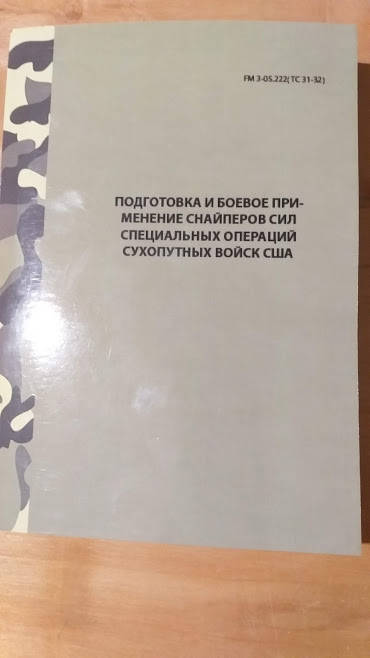 FM 3-05.222(TC 31-32)
ПОДГОТОВКА И БОЕВОЕ ПРИ-
МЕНЕНИЕ СНАЙПЕРОВ СИЛ
СПЕЦИАЛЬНЫХ ОПЕРАЦИЙ
СУХОПУТНЫХ ВОЙСК США